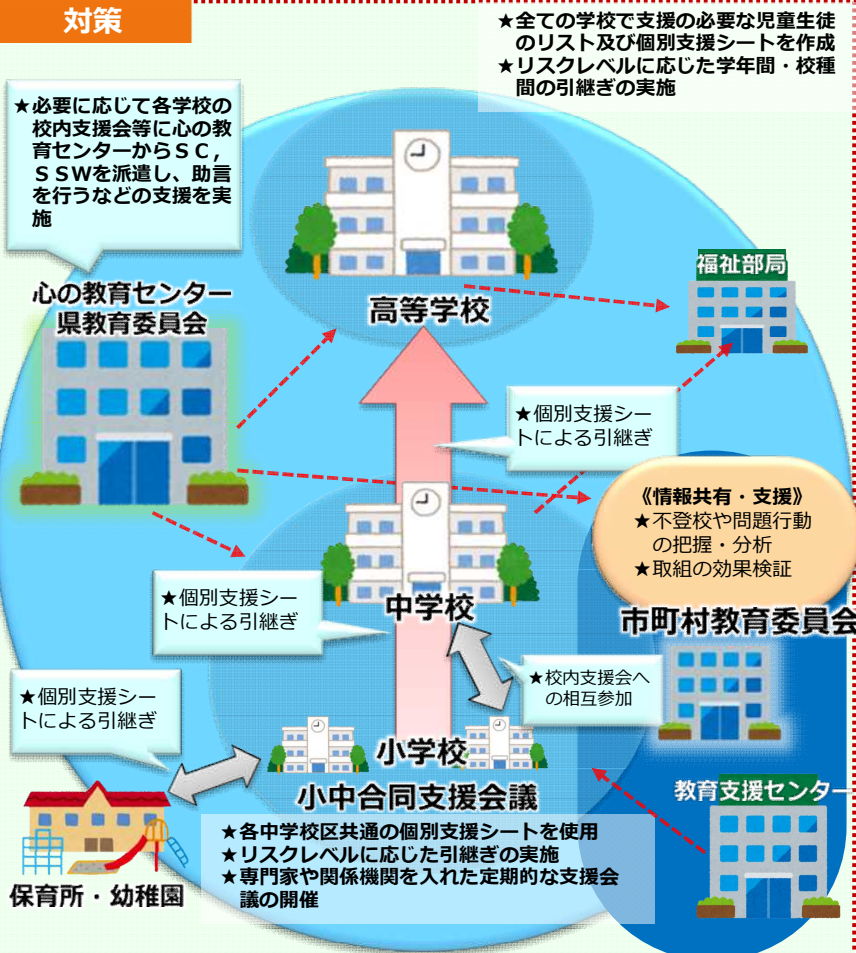 対策
★全ての学校で支援の必要な児童生徒
のリスト及び個別支援シートを作成
★リスクレベルに応じた学年間・校種
間の引継ぎの実施
★必要に応じて各学校の
校内支援会等に心の教
育センターからＳＣ，
ＳＳＷを派遣し、助言
を行うなどの支援を実
施
心の教育センター
県教育委員会
高等学校
福祉部局
★個別支援シー
トによる引継ぎ
《情報共有・支援》
★不登校や問題行動
の把握・分析
★取組の効果検証
市町村教育委員会
★個別支援シー
トによる引継ぎ
中学校
★校内支援会へ
の相互参加
★個別支援シー
トによる引継ぎ
小学校
小中合同支援会議
教育支援センター
★各中学校区共通の個別支援シートを使用
★リスクレベルに応じた引継ぎの実施
★専門家や関係機関を入れた定期的な支援会
議の開催
保育所・幼稚園